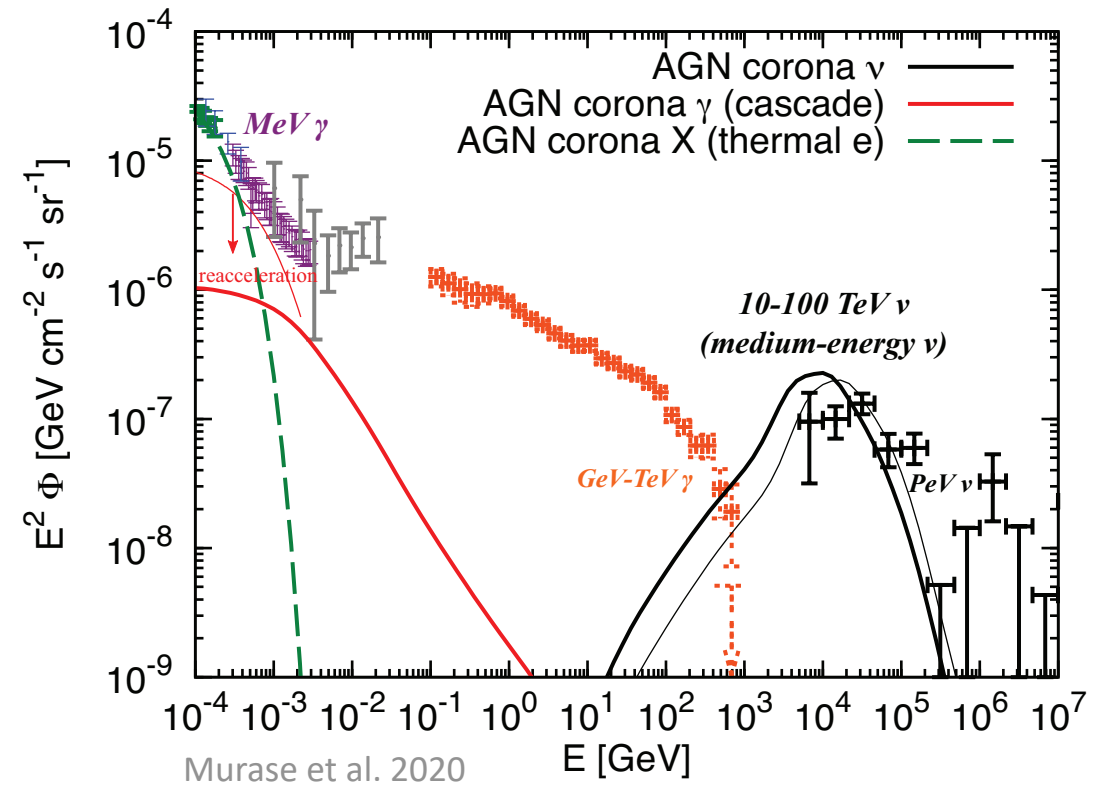 10⁻⁴
10⁻⁵
10⁻⁶
10⁻⁷
10⁻⁸
10⁻⁹
E² Φ [GeV cm⁻² s⁻¹ sr⁻¹]
AGN corona ν
AGN corona γ (cascade)
AGN corona X (thermal e)
MeV γ
reacceleration
10-100 TeV ν
(medium-energy ν)
GeV-TeV γ
PeV ν
10⁻⁴ 10⁻³ 10⁻² 10⁻¹ 10⁰ 10¹ 10² 10³ 10⁴ 10⁵ 10⁶ 10⁷
E [GeV]
Murase et al. 2020